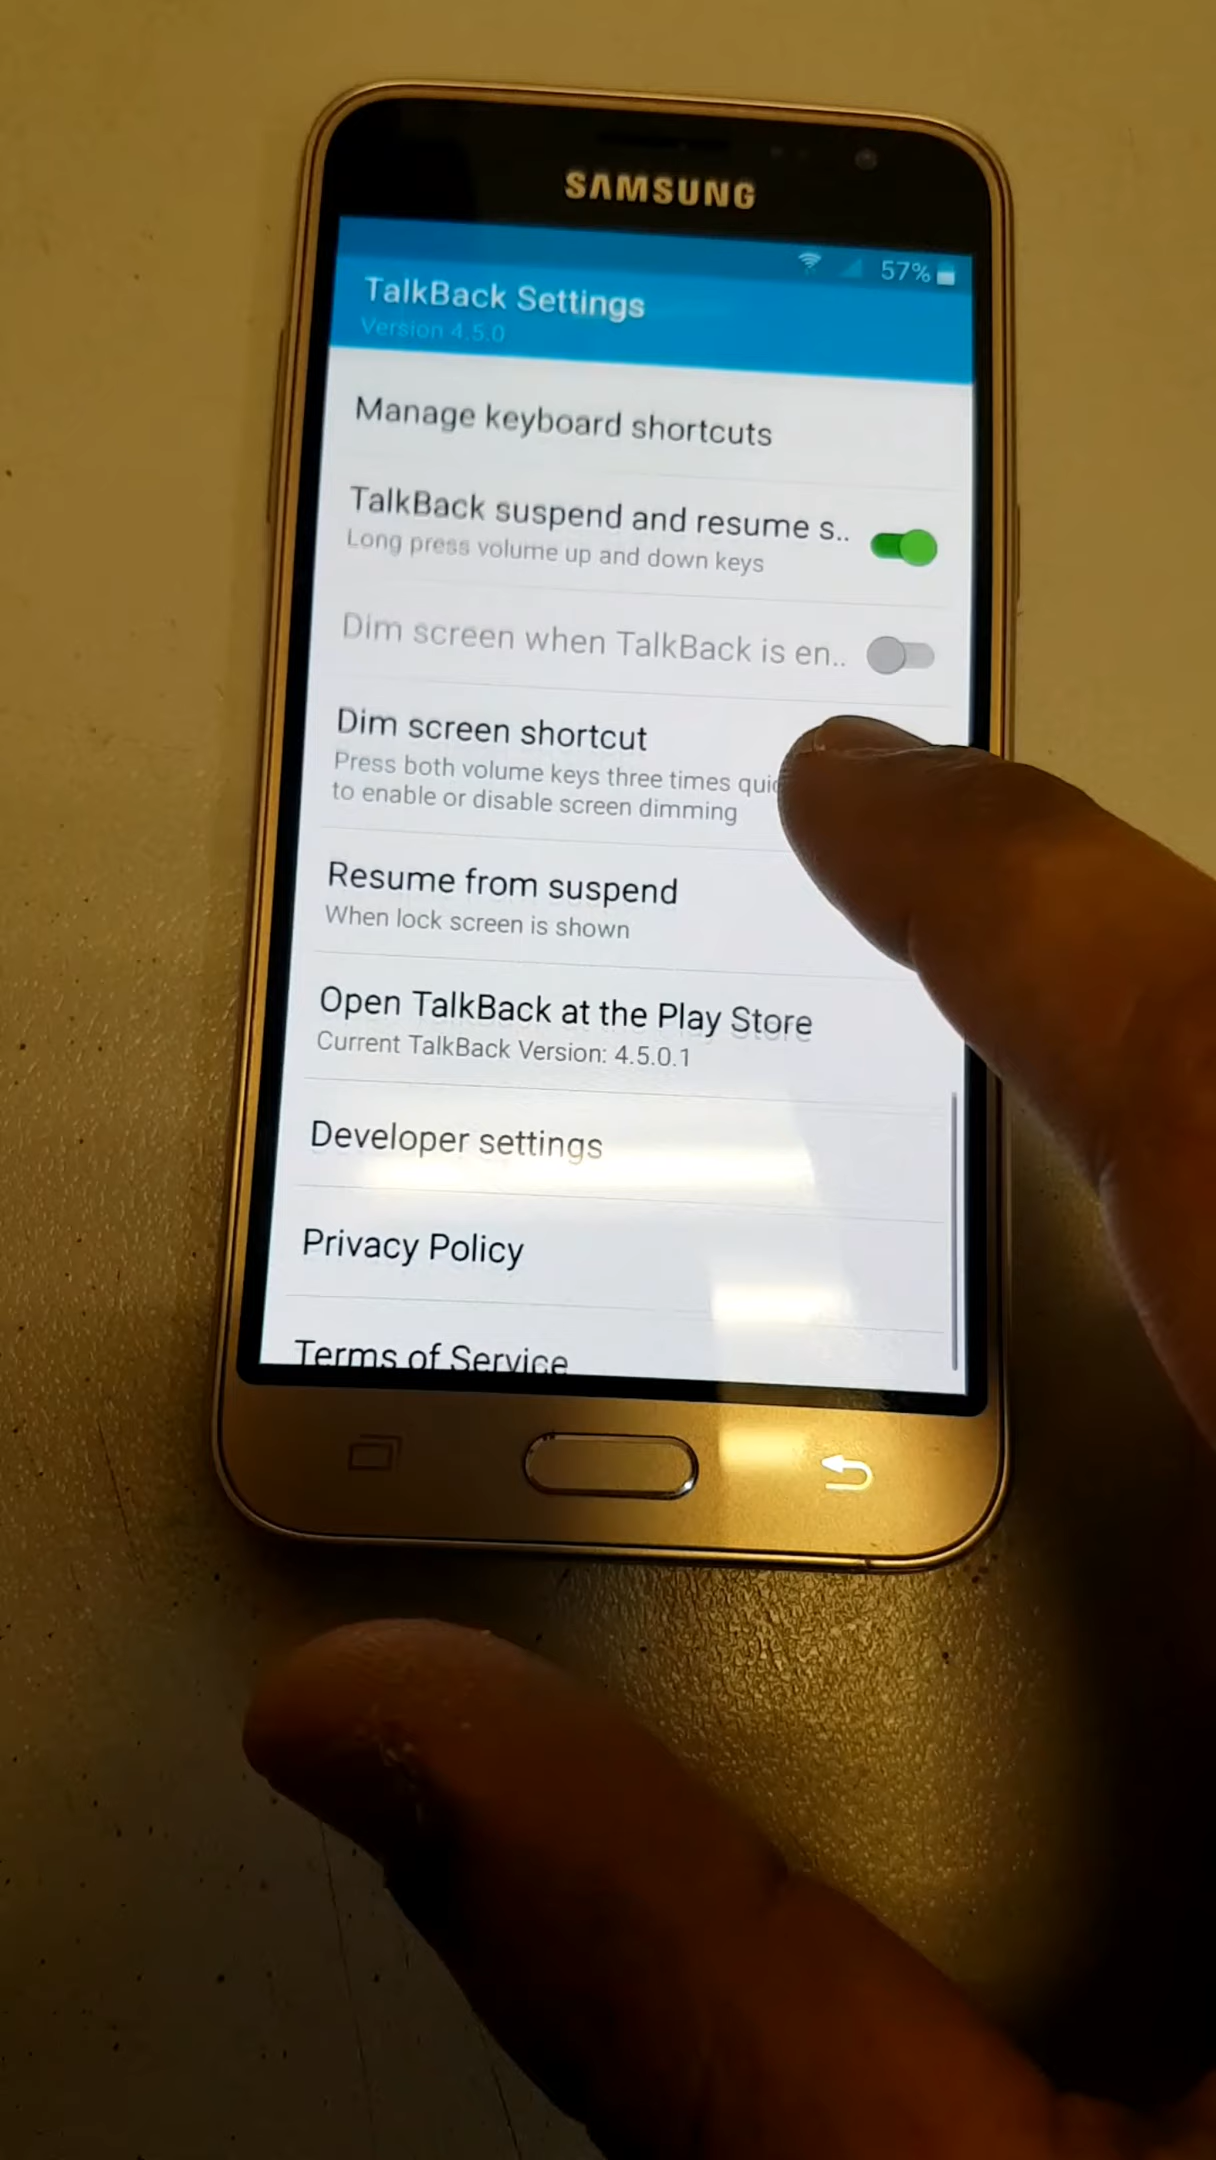 SAMSUNG
57%
TalkBack Settings
Version 4.5.0
Manage keyboard shortcuts
TalkBack suspend and resume s..
Long press volume up and down keys
Dim screen when TalkBack is en..
Dim screen shortcut
Press both volume keys three times
to enable or disable screen dimming
Resume from suspend
When lock screen is shown
Open TalkBack at the Play Store
Current TalkBack Version: 4.5.0.1
Developer settings
Privacy Policy
Terms of Service